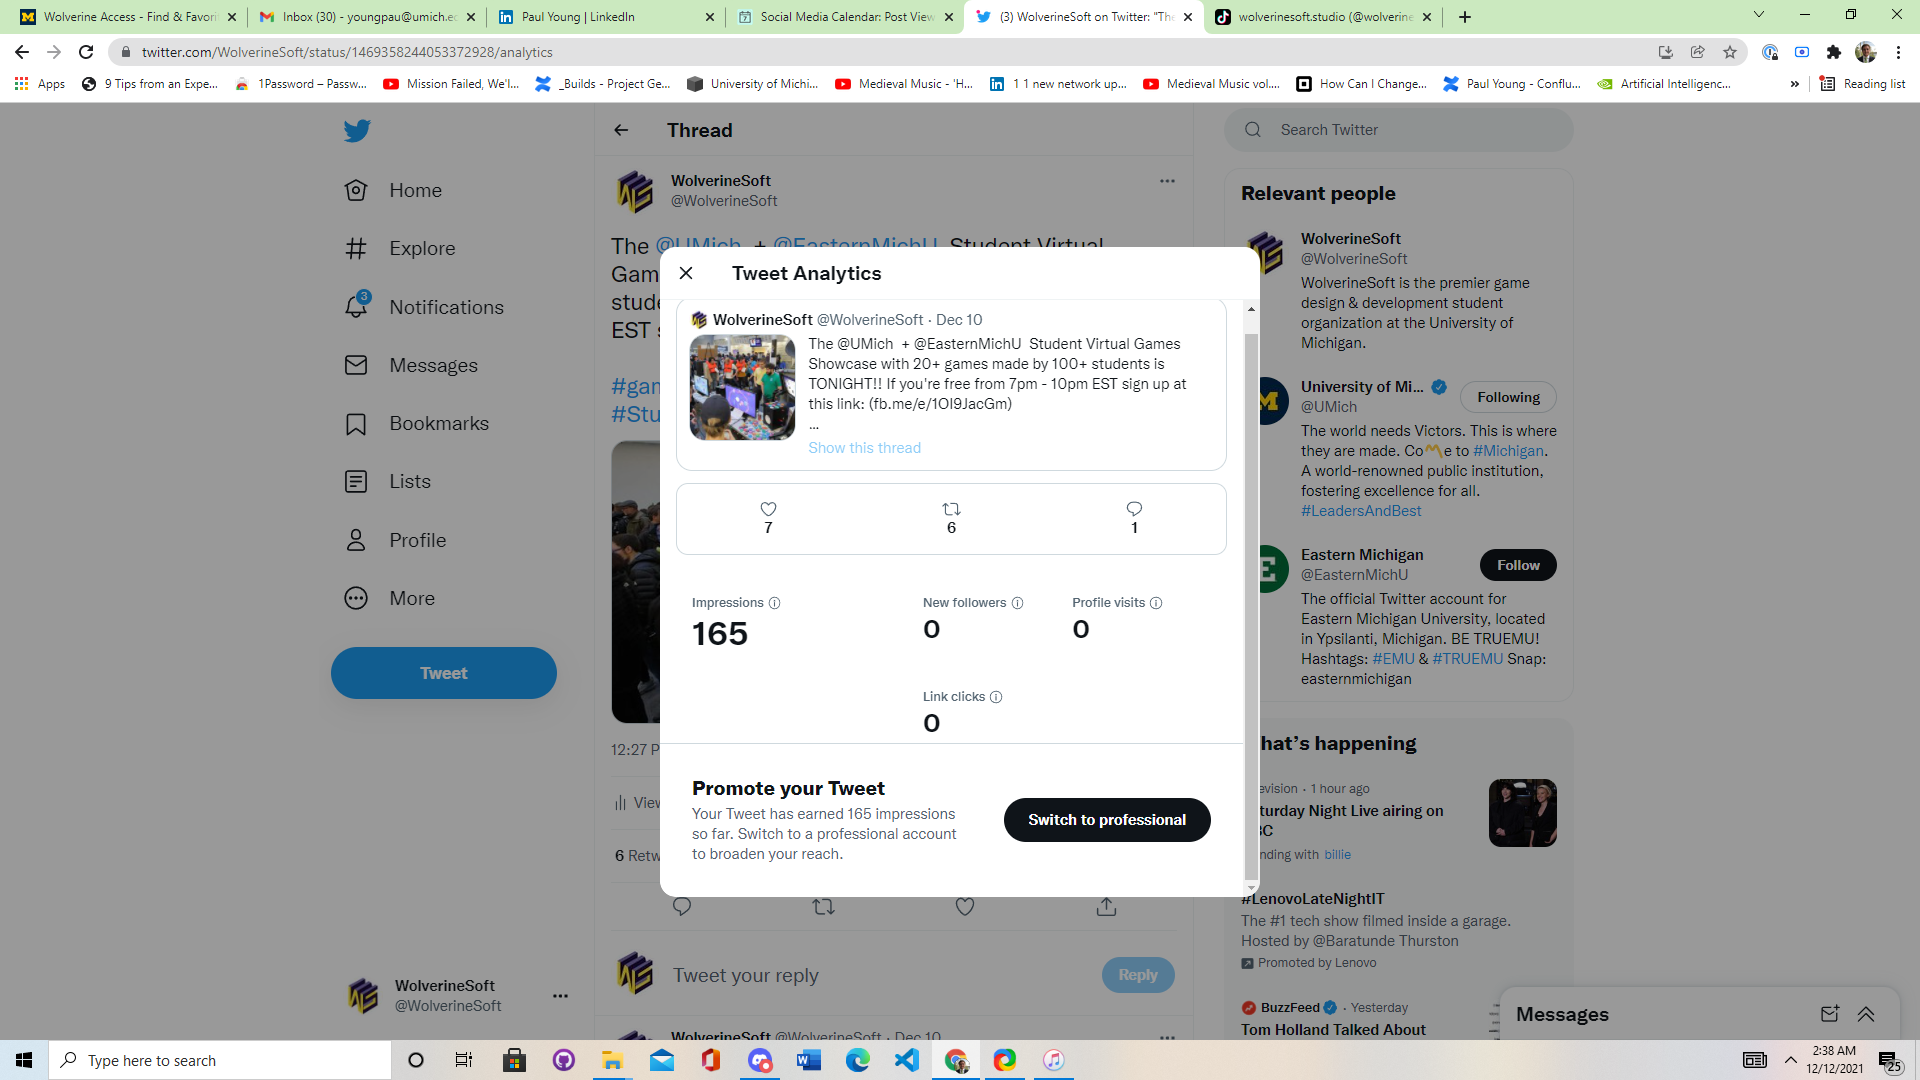 Wolverine Access - Find & Favori
Inbox (30) - youngpau@umich.ec
Paul Young | LinkedIn
Social Media Calendar: Post View
(3) WolverineSoft on Twitter: "The
wolverinesoft.studio (@wolverine
twitter.com/WolverineSoft/status/1469358244053372928/analytics
Apps
9 Tips from an Expe...
1Password – Passw...
Mission Failed, We'l...
_Builds - Project Ge...
University of Michi...
Medieval Music - 'H...
1 1 new network up...
Medieval Music vol....
How Can I Change...
Paul Young - Conflu...
Artificial Intelligenc...
»
Reading list
Home
Explore
3
Notifications
Messages
Bookmarks
Lists
Profile
More
Tweet
WolverineSoft
@WolverineSoft
Thread
WolverineSoft
@WolverineSoft
The @UMich + @EasternMichU Student Virtual
Gam
stude
EST s
#gam
#Stu
12:27 P
View
6 Retw
Tweet your reply
Reply
WolverineSoft @WolverineSoft · Dec 10
Tweet Analytics
WolverineSoft @WolverineSoft · Dec 10
The @UMich + @EasternMichU Student Virtual Games
Showcase with 20+ games made by 100+ students is
TONIGHT!! If you're free from 7pm - 10pm EST sign up at
this link: (fb.me/e/1OI9JacGm)
...
Show this thread
7
6
1
Impressions
165
New followers
0
Profile visits
0
Link clicks
0
Promote your Tweet
Your Tweet has earned 165 impressions
so far. Switch to a professional account
to broaden your reach.
Switch to professional
Search Twitter
Relevant people
WolverineSoft
@WolverineSoft
WolverineSoft is the premier game
design & development student
organization at the University of
Michigan.
University of Mi...
@UMich
Following
The world needs Victors. This is where
they are made. Co〽️e to #Michigan.
A world-renowned public institution,
fostering excellence for all.
#LeadersAndBest
Eastern Michigan
@EasternMichU
Follow
The official Twitter account for
Eastern Michigan University, located
in Ypsilanti, Michigan. BE TRUEMU!
Hashtags: #EMU & #TRUEMU Snap:
easternmichigan
hat's happening
evision · 1 hour ago
turday Night Live airing on
BC
nding with billie
#LenovoLateNightIT
The #1 tech show filmed inside a garage.
Hosted by @Baratunde Thurston
Promoted by Lenovo
BuzzFeed · Yesterday
Tom Holland Talked About
Messages
Type here to search
2:38 AM
12/12/2021
25